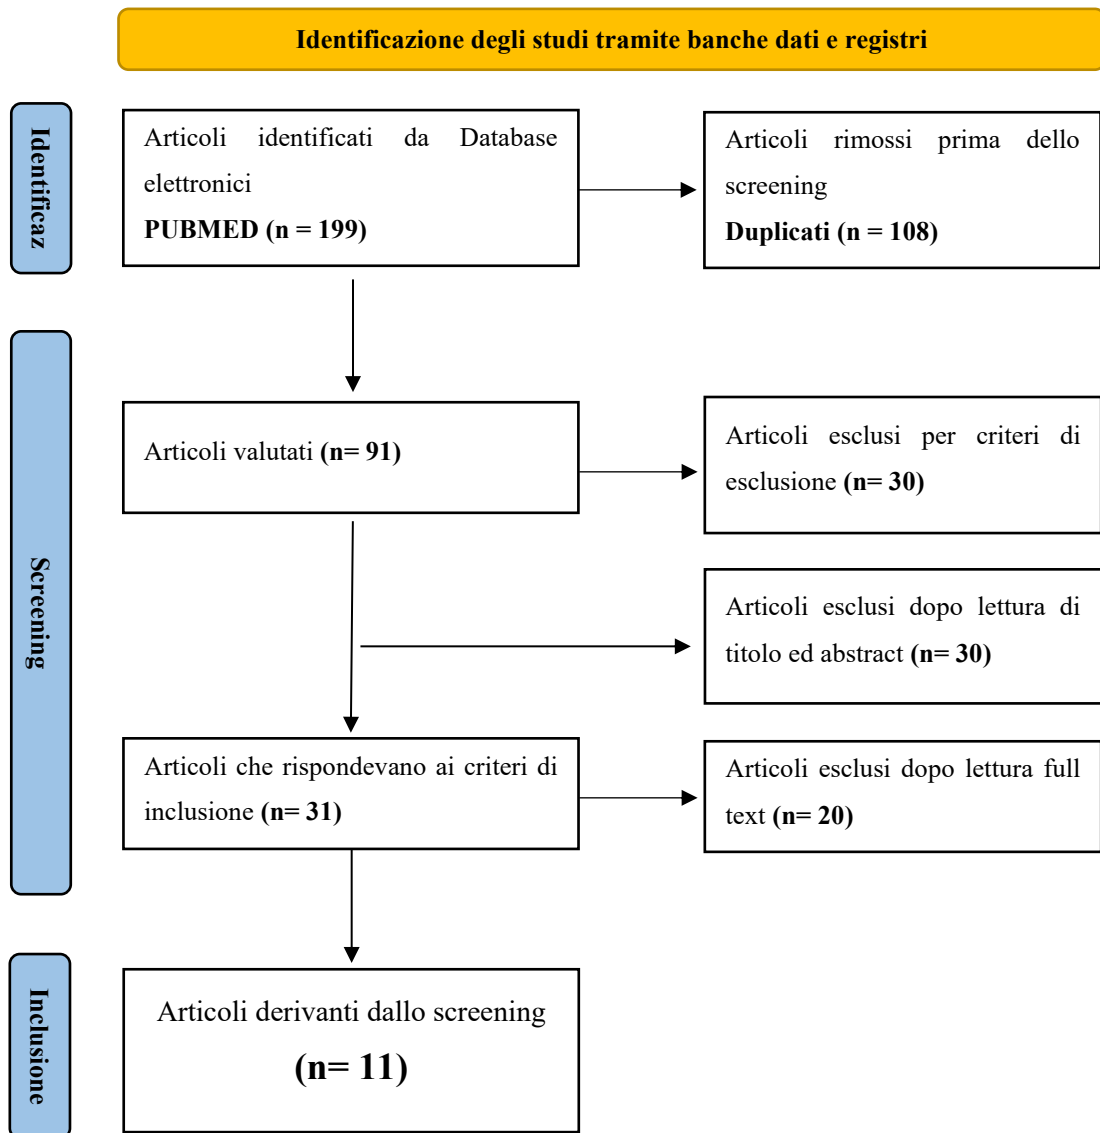 Identificazione degli studi tramite banche dati e registri
Identificaz
Articoli identificati da Database
elettronici
PUBMED (n = 199)
Articoli rimossi prima dello
screening
Duplicati (n = 108)
Screening
Articoli valutati (n= 91)
Articoli esclusi per criteri di
esclusione (n= 30)
Articoli esclusi dopo lettura di
titolo ed abstract (n= 30)
Articoli che rispondevano ai criteri di
inclusione (n= 31)
Articoli esclusi dopo lettura full
text (n= 20)
Inclusione
Articoli derivanti dallo screening
(n= 11)